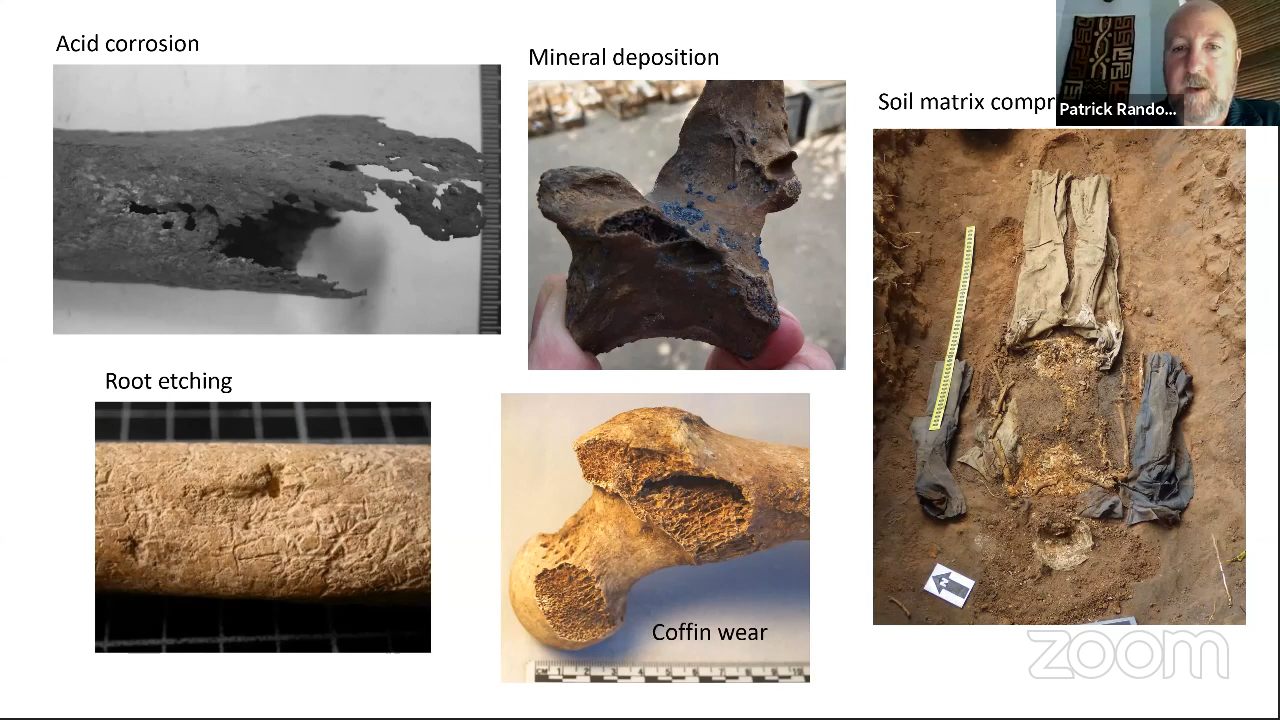 Acid corrosion
Mineral deposition
Soil matrix compr
Patrick Rando...
Root etching
Coffin wear
N
zoom